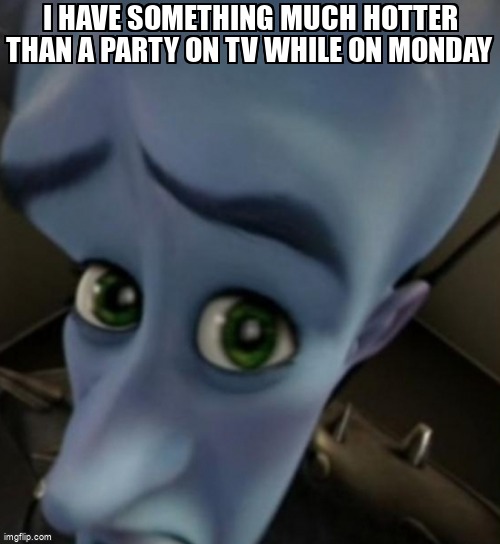 I HAVE SOMETHING MUCH HOTTER
THAN A PARTY ON TV WHILE ON MONDAY
imgflip.com